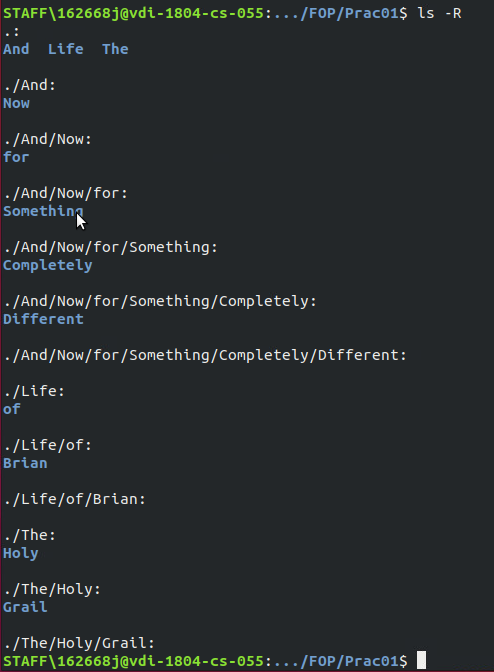 STAFF\162668j@vdi-1804-cs-055:.../FOP/Prac01$ ls -R
.:
And  Life  The
./And:
Now
./And/Now:
for
./And/Now/for:
Something
./And/Now/for/Something:
Completely
./And/Now/for/Something/Completely:
Different
./And/Now/for/Something/Completely/Different:
./Life:
of
./Life/of:
Brian
./Life/of/Brian:
./The:
Holy
./The/Holy:
Grail
./The/Holy/Grail:
STAFF\162668j@vdi-1804-cs-055:.../FOP/Prac01$